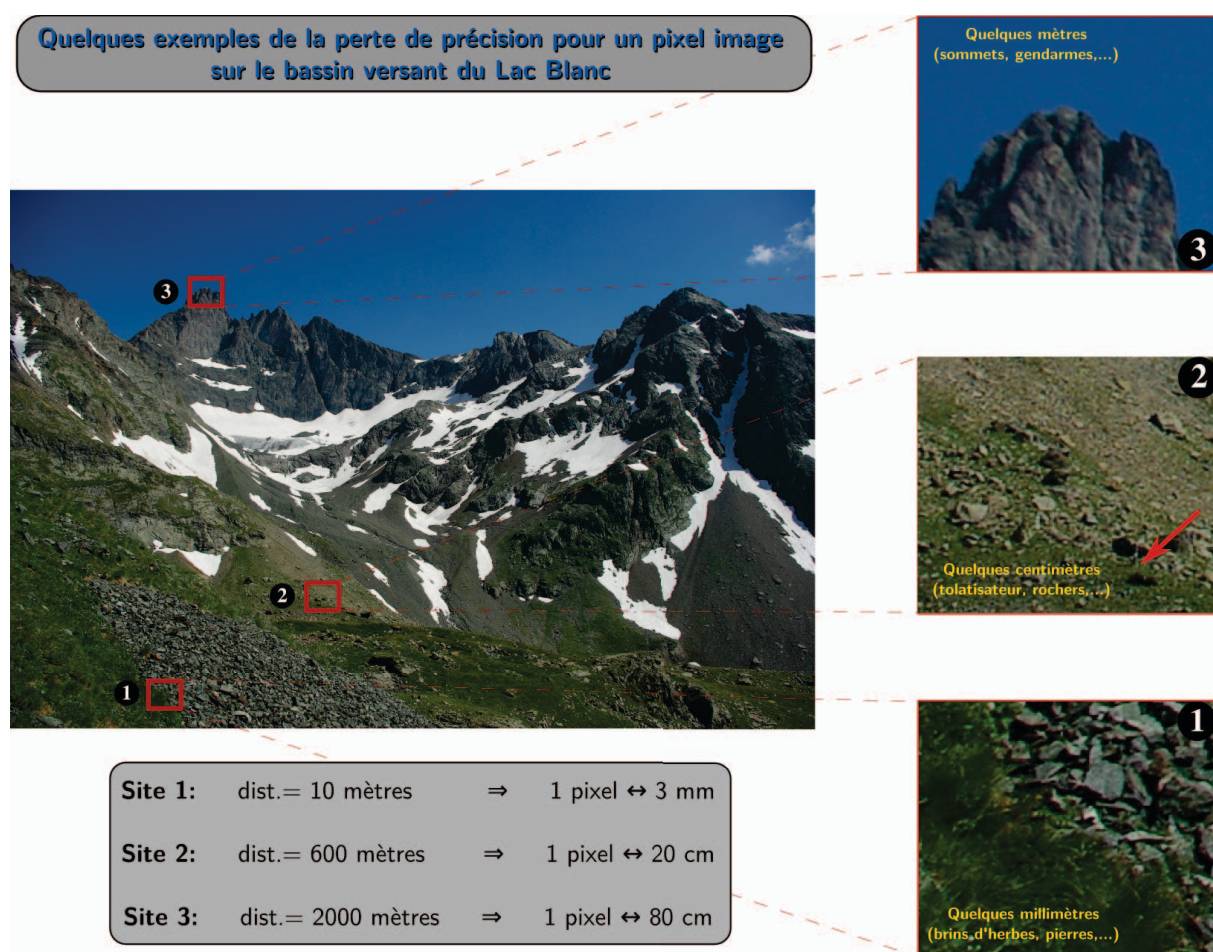 Quelques exemples de la perte de précision pour un pixel image
sur le bassin versant du Lac Blanc
Quelques mètres
(sommets, gendarmes,...)
3
3
2
Quelques centimètres
(tolatisateur, rochers,...)
2
1
1
Quelques millimètres
(brins d'herbes, pierres,...)
Site 1: dist.= 10 mètres ⇒ 1 pixel ↔ 3 mm
Site 2: dist.= 600 mètres ⇒ 1 pixel ↔ 20 cm
Site 3: dist.= 2000 mètres ⇒ 1 pixel ↔ 80 cm